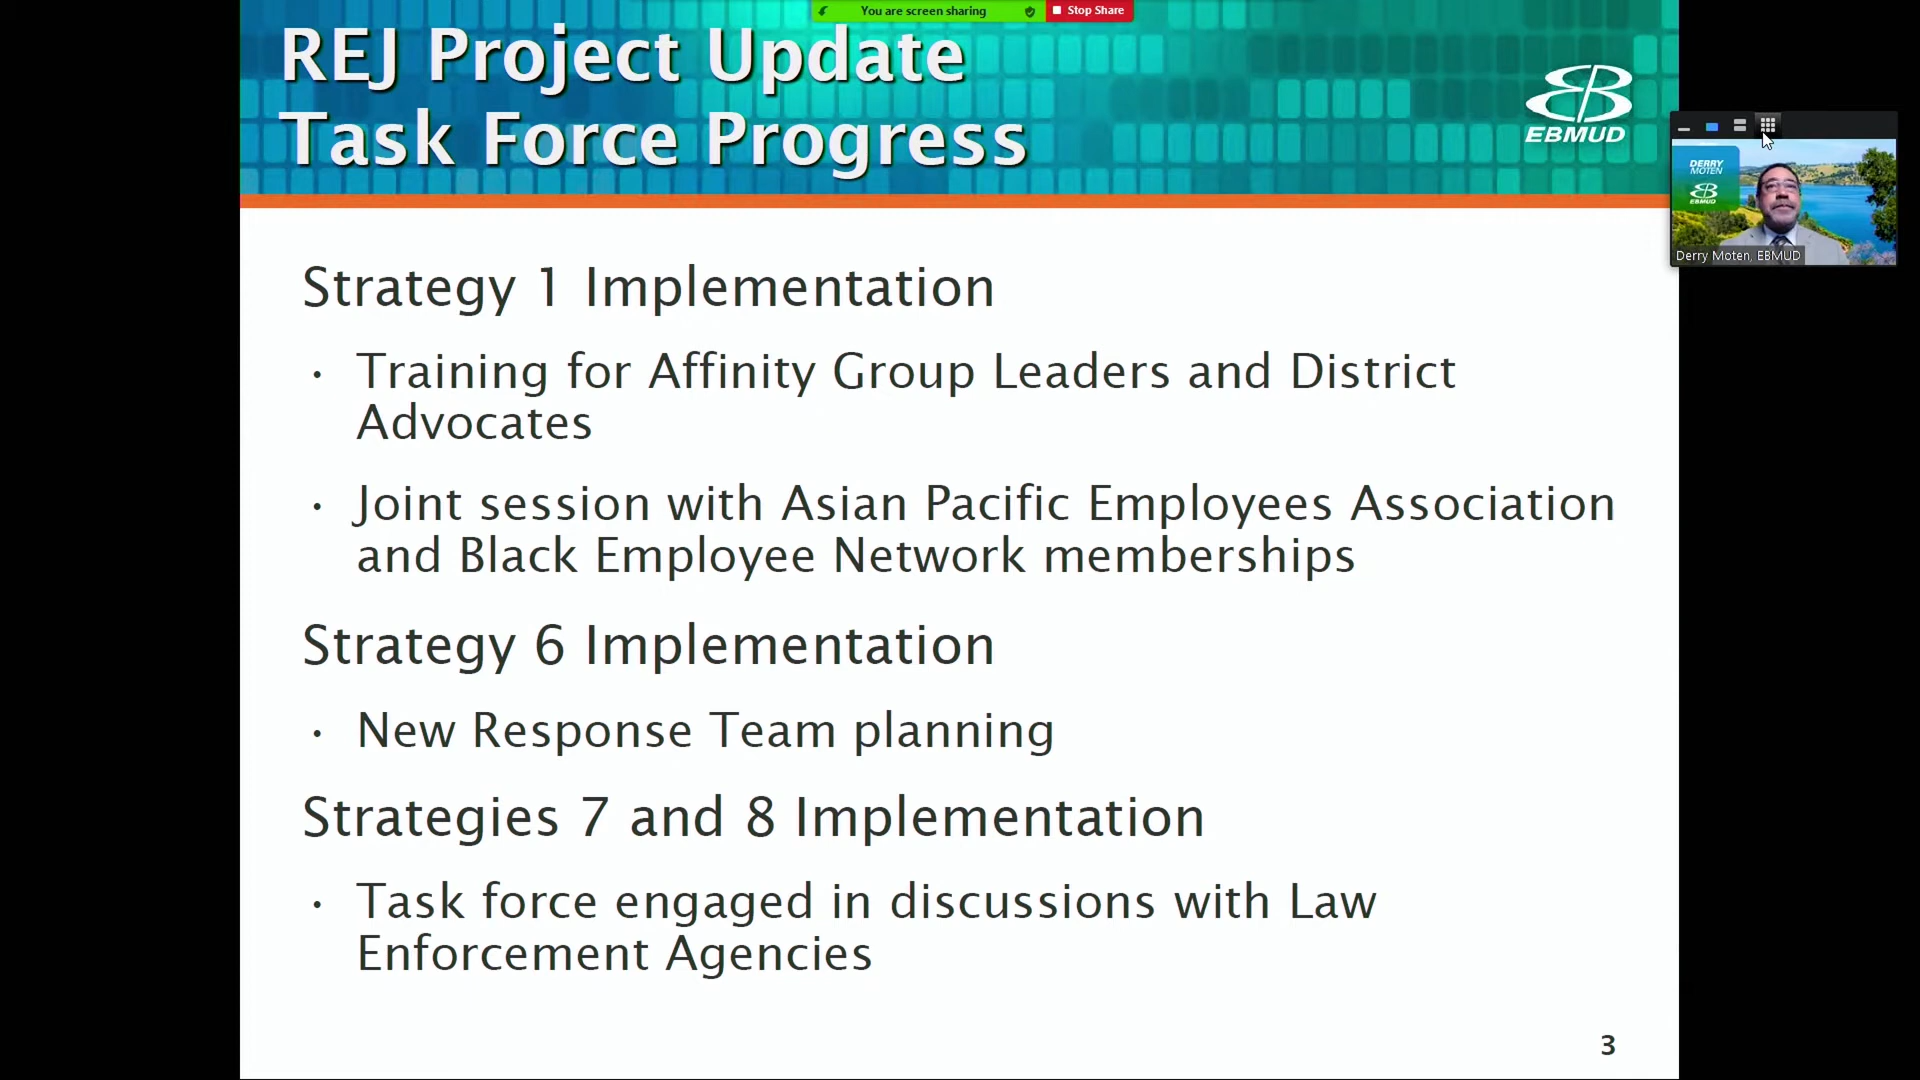 You are screen sharing
Stop Share
REJ Project Update
Task Force Progress
EBMUD
DERRY
MOTEN
EBMUD
Derry Moten, EBMUD
Strategy 1 Implementation
• Training for Affinity Group Leaders and District
Advocates
• Joint session with Asian Pacific Employees Association
and Black Employee Network memberships
Strategy 6 Implementation
• New Response Team planning
Strategies 7 and 8 Implementation
• Task force engaged in discussions with Law
Enforcement Agencies
3